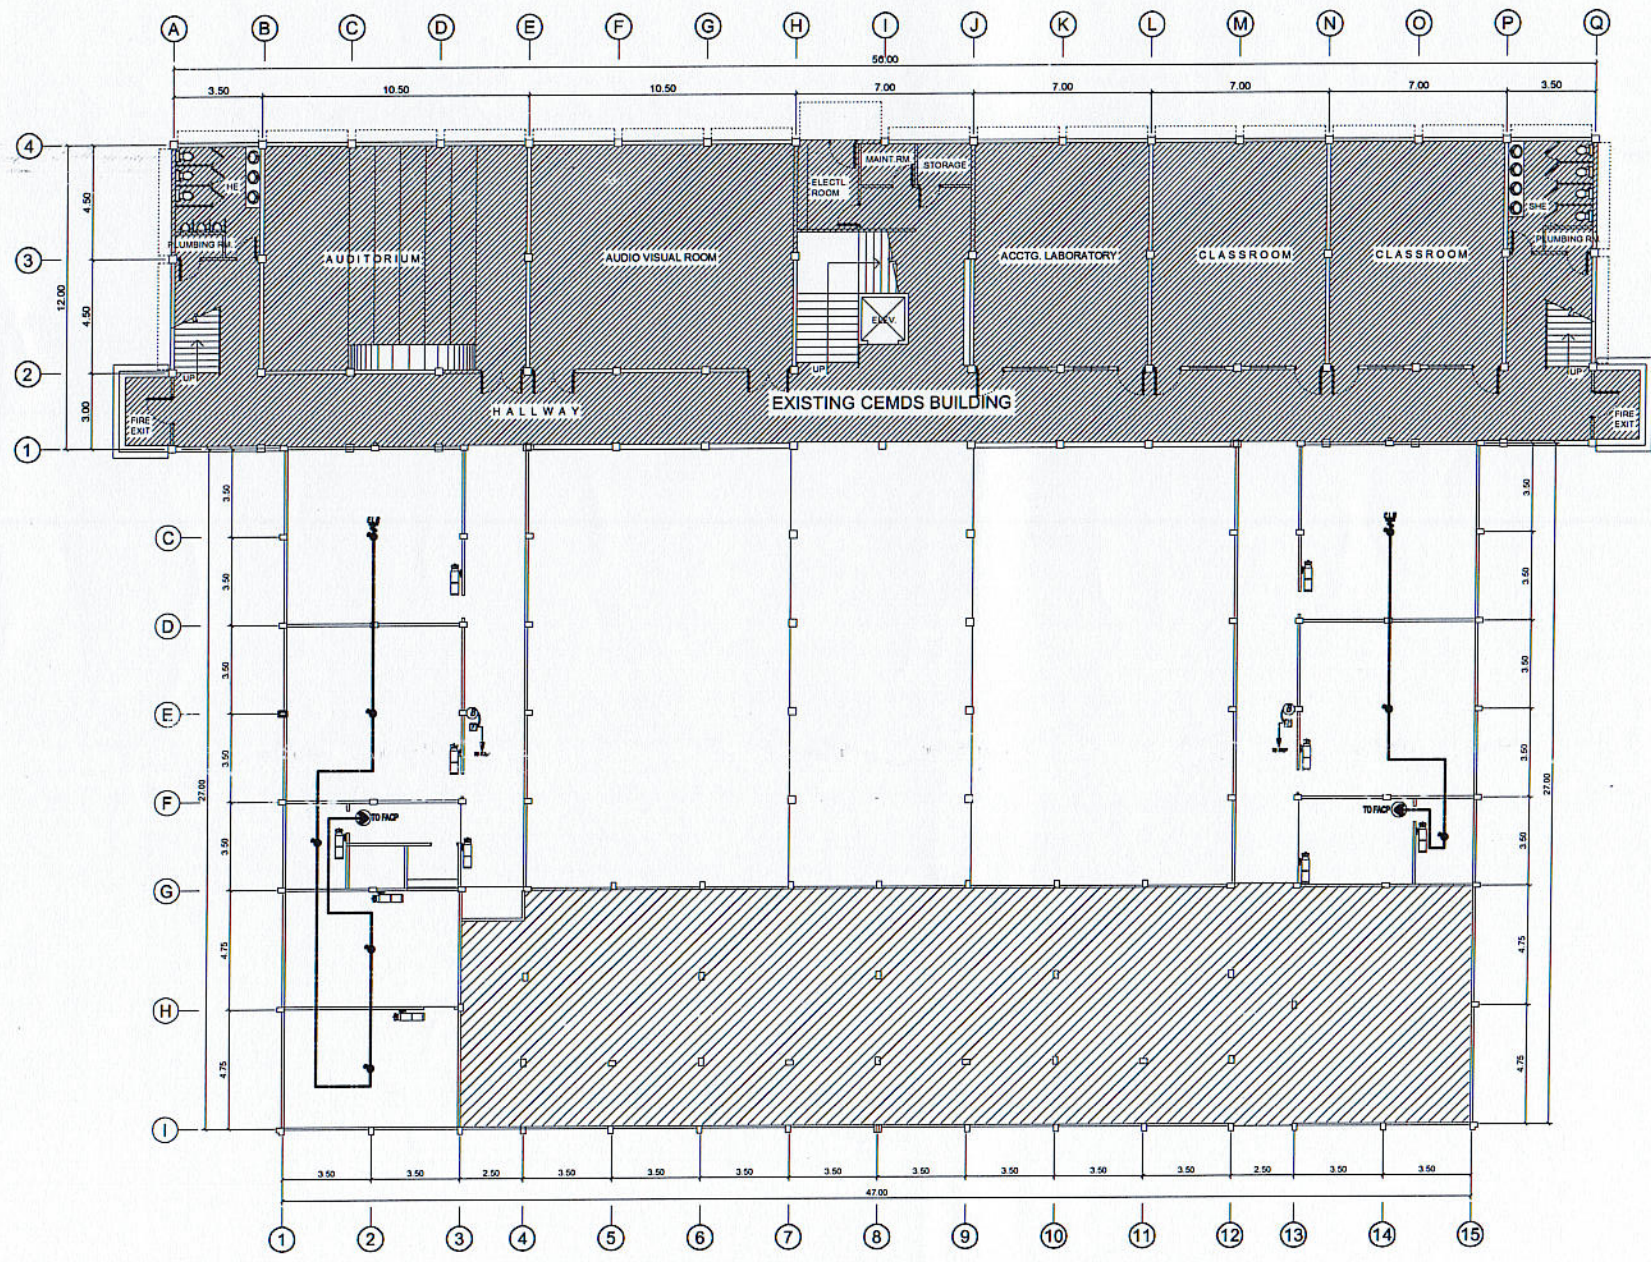 A B C D E F G H I J K L M N O P Q
56.00
3.50 10.50 10.50 7.00 7.00 7.00 7.00 3.50
4
3
2
1
12.00
4.50
4.50
3.00
HE
PLUMBING RM.
AUDITORIUM
AUDIO VISUAL ROOM
ELECTL
ROOM
MAINT.RM
STORAGE
ELEV.
ACCTG. LABORATORY
CLASSROOM
CLASSROOM
SHE
PLUMBING RM.
UP
UP
UP
HALLWAY
EXISTING CEMDS BUILDING
FIRE
EXIT
FIRE
EXIT
C
D
E
F
G
H
I
27.00
3.50
3.50
3.50
3.50
3.50
4.75
4.75
TO FACP
TO FACP
3.50
3.50
3.50
3.50
3.50
4.75
4.75
27.00
3.50 3.50 2.50 3.50 3.50 3.50 3.50 3.50 3.50 3.50 3.50 2.50 3.50 3.50
47.00
1 2 3 4 5 6 7 8 9 10 11 12 13 14 15